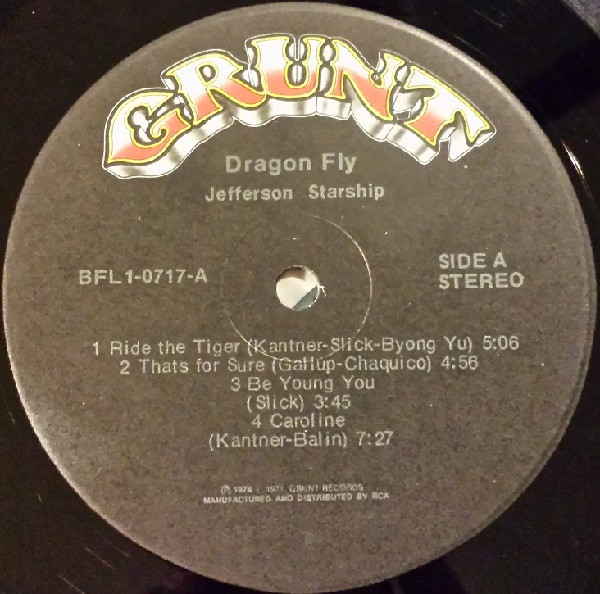 GRUNT
Dragon Fly
Jefferson Starship
BFL1-0717-A
SIDE A
STEREO
1 Ride the Tiger (Kantner-Slick-Byong Yu) 5:06
2 Thats for Sure (Gallup-Chaquico) 4:56
3 Be Young You
(Slick) 3:45
4 Caroline
(Kantner-Balin) 7:27
GRUNT RECORDS
MANUFACTURED AND DISTRIBUTED BY RCA